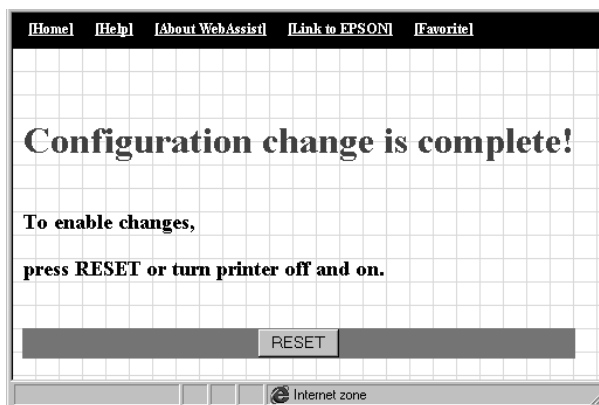 [Home] [Help] [About WebAssist] [Link to EPSON] [Favorite]
Configuration change is complete!
To enable changes,
press RESET or turn printer off and on.
RESET
Internet zone